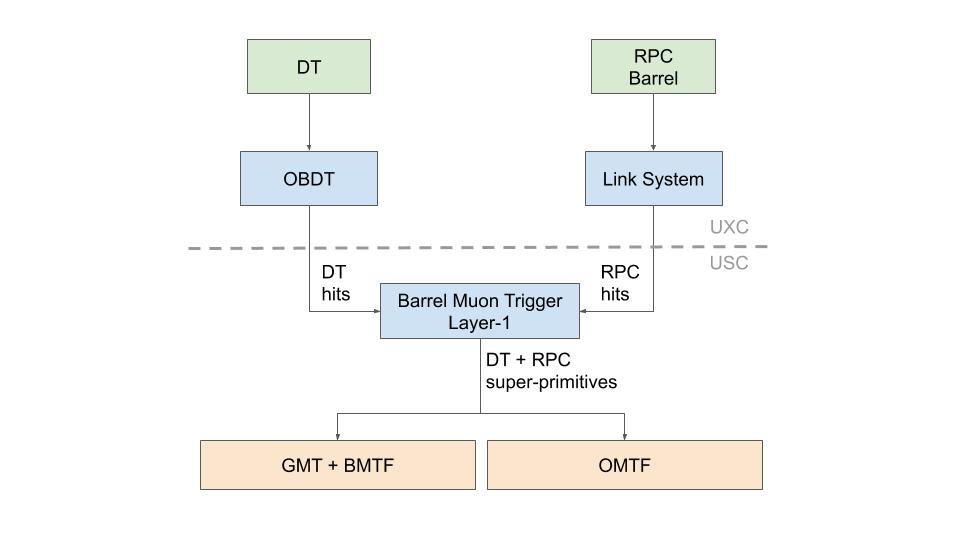 DT
RPC
Barrel
OBDT
Link System
UXC
USC
DT
hits
RPC
hits
Barrel Muon Trigger
Layer-1
DT + RPC
super-primitives
GMT + BMTF
OMTF